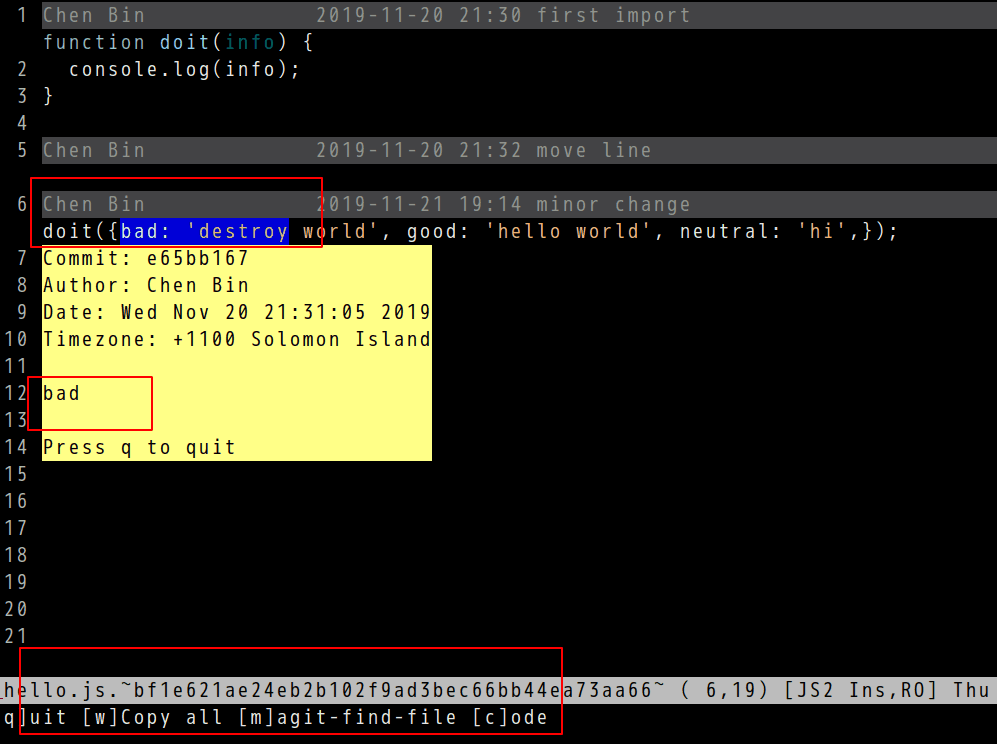 1 Chen Bin 2019-11-20 21:30 first import
function doit(info) {
2 console.log(info);
3 }
4
5 Chen Bin 2019-11-20 21:32 move line
6 Chen Bin 2019-11-21 19:14 minor change
doit({bad: 'destroy world', good: 'hello world', neutral: 'hi',});
7 Commit: e65bb167
8 Author: Chen Bin
9 Date: Wed Nov 20 21:31:05 2019
10 Timezone: +1100 Solomon Island
11
12 bad
13
14 Press q to quit
15
16
17
18
19
20
21
hello.js.~bf1e621ae24eb2b102f9ad3bec66bb44ea73aa66~ ( 6,19) [JS2 Ins,RO] Thu
q]uit [w]Copy all [m]agit-find-file [c]ode